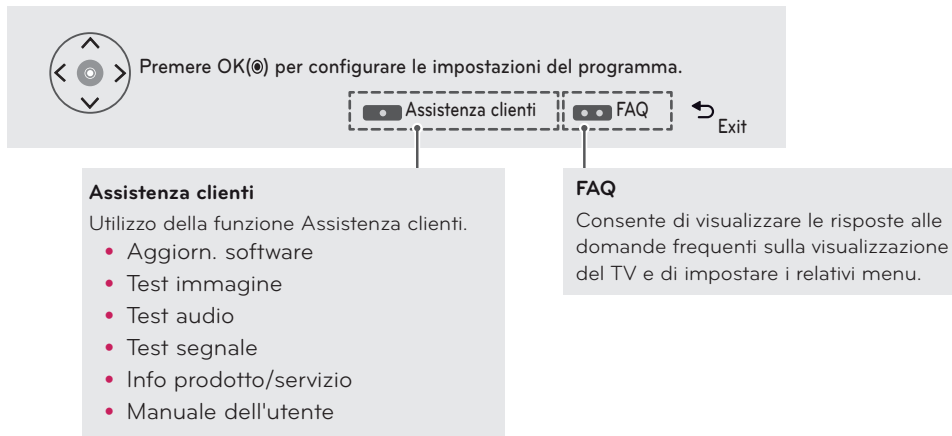 Premere OK(◉) per configurare le impostazioni del programma.
Assistenza clienti
FAQ
Exit
Assistenza clienti
Utilizzo della funzione Assistenza clienti.
• Aggiorn. software
• Test immagine
• Test audio
• Test segnale
• Info prodotto/servizio
• Manuale dell'utente
FAQ
Consente di visualizzare le risposte alle
domande frequenti sulla visualizzazione
del TV e di impostare i relativi menu.